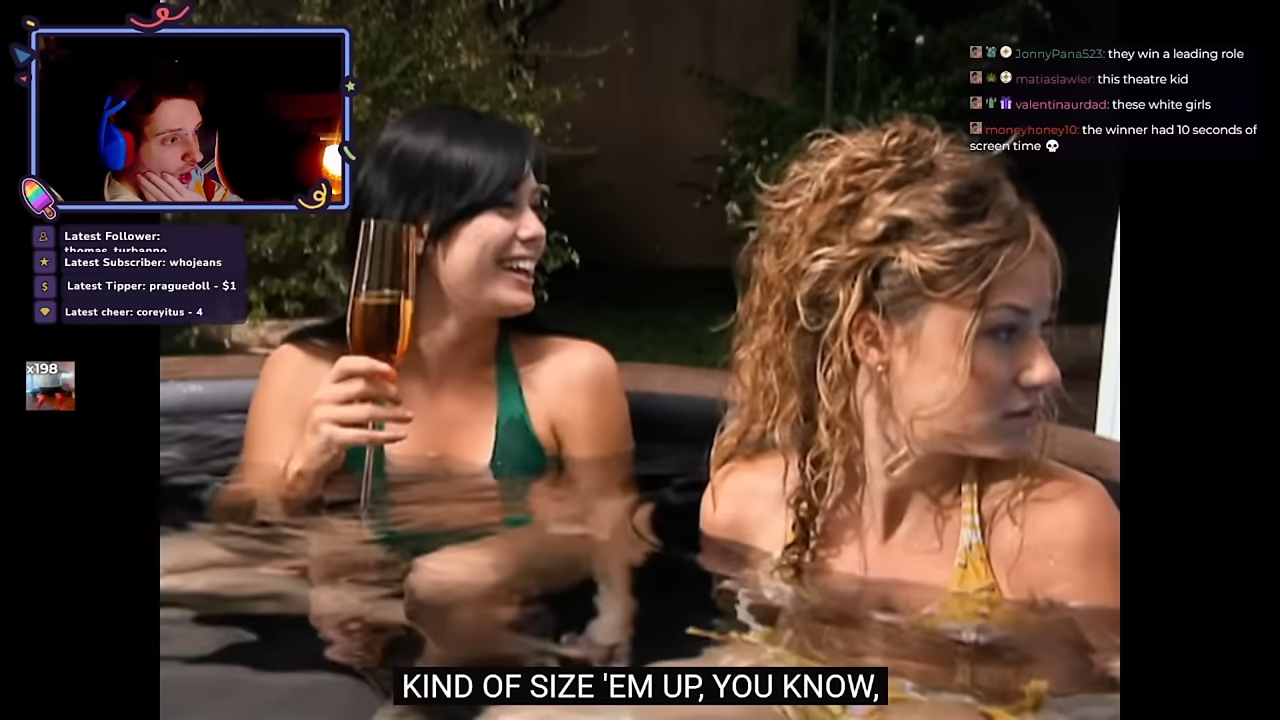 JonnyPana523: they win a leading role
matiaslawler: this theatre kid
valentinaurdad: these white girls
moneyhoney10: the winner had 10 seconds of
screen time 💀
Latest Follower:
thomas_turbanno
Latest Subscriber: whojeans
Latest Tipper: praguedoll - $1
Latest cheer: coreyitus - 4
x198
KIND OF SIZE 'EM UP, YOU KNOW,